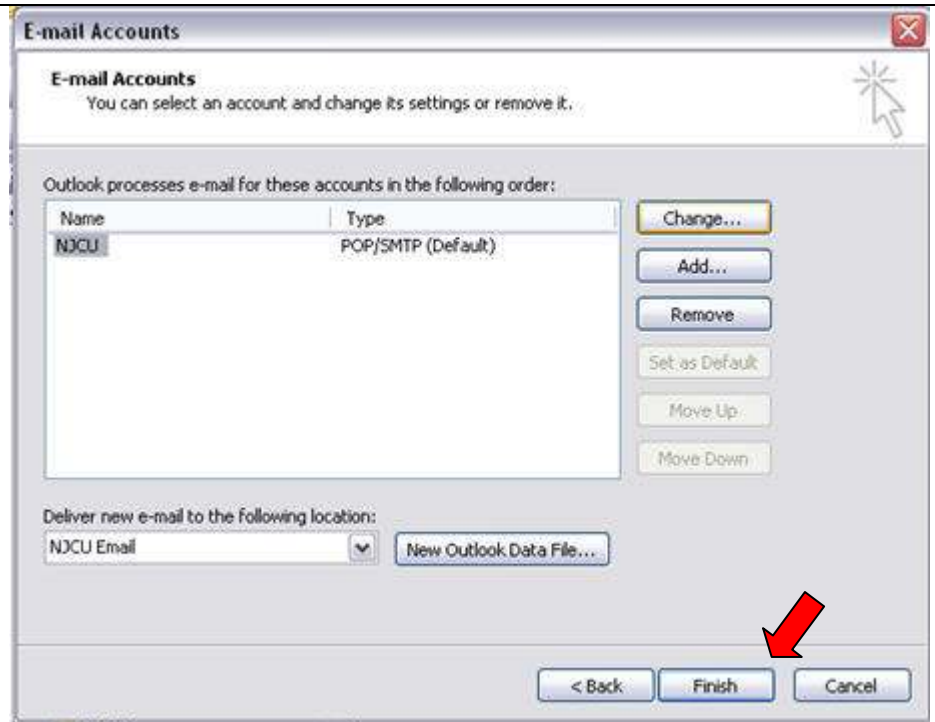 E-mail Accounts
E-mail Accounts
You can select an account and change its settings or remove it.
Outlook processes e-mail for these accounts in the following order:
Name Type
NJCU POP/SMTP (Default)
Change...
Add...
Remove
Set as Default
Move Up
Move Down
Deliver new e-mail to the following location:
NJCU Email New Outlook Data File...
< Back Finish Cancel